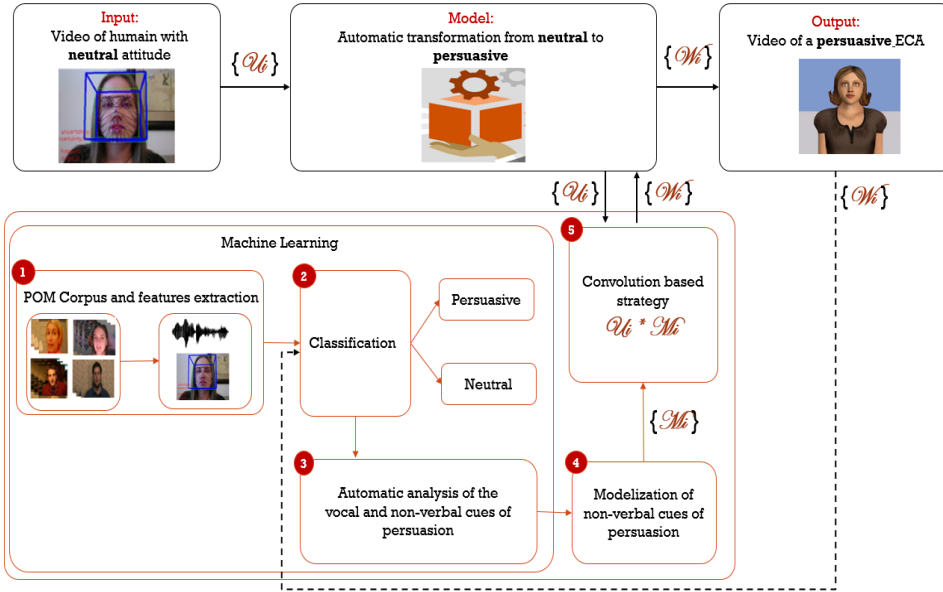 Input:
Video of humain with
neutral attitude
{Ui}
Model:
Automatic transformation from neutral to
persuasive
{Wi}
Output:
Video of a persuasive_ECA
{Ui}
{Wi}
{Wi}
Machine Learning
1
POM Corpus and features extraction
2
Classification
Persuasive
Neutral
3
Automatic analysis of the
vocal and non-verbal cues of
persuasion
4
Modelization of
non-verbal cues of
persuasion
{Mi}
5
Convolution based
strategy
Ui * Mi